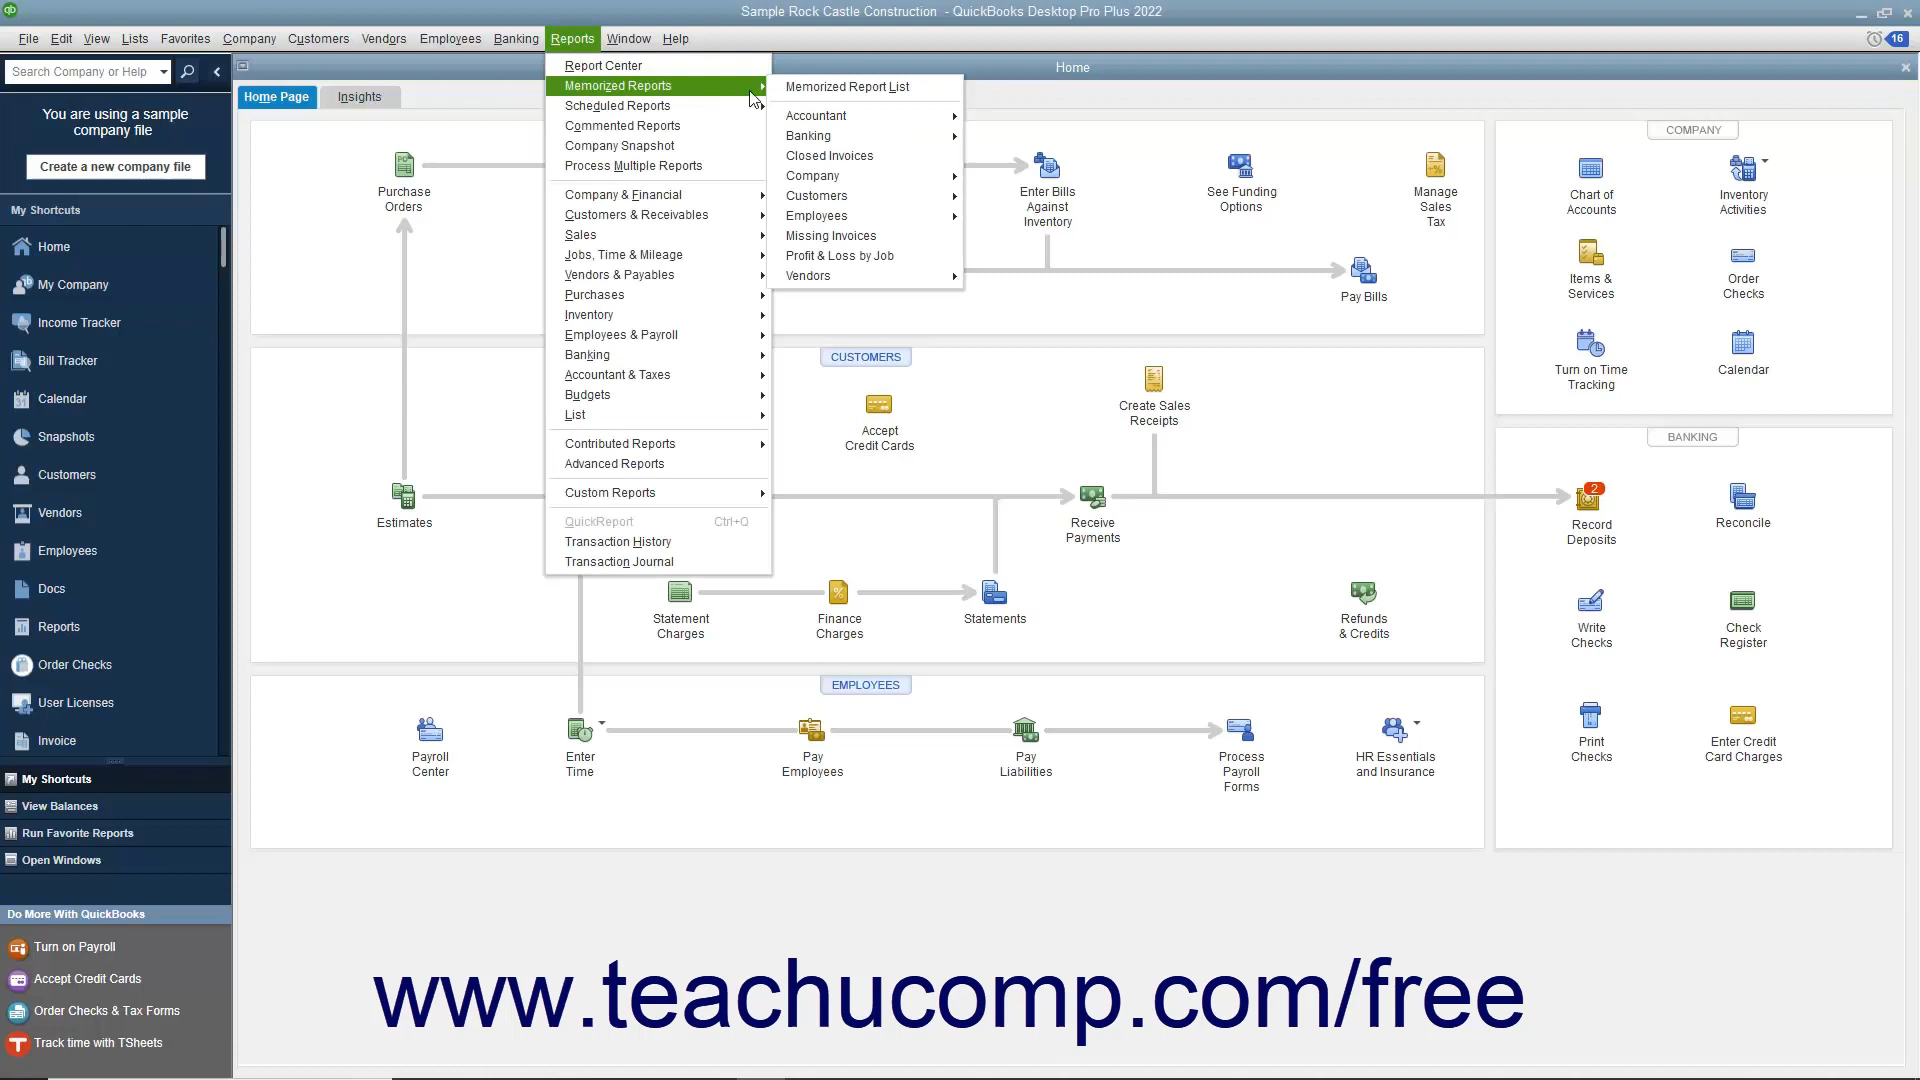 Sample Rock Castle Construction - QuickBooks Desktop Pro Plus 2022
File Edit View Lists Favorites Company Customers Vendors Employees Banking Reports Window Help
16
Search Company or Help
Home
Home Page Insights
You are using a sample
company file
Create a new company file
My Shortcuts
Home
My Company
Income Tracker
Bill Tracker
Calendar
Snapshots
Customers
Vendors
Employees
Docs
Reports
Order Checks
User Licenses
Invoice
My Shortcuts
View Balances
Run Favorite Reports
Open Windows
Do More With QuickBooks
Turn on Payroll
Accept Credit Cards
Order Checks & Tax Forms
Track time with TSheets
Report Center
Memorized Reports
Scheduled Reports
Commented Reports
Company Snapshot
Process Multiple Reports
Company & Financial
Customers & Receivables
Sales
Jobs, Time & Mileage
Vendors & Payables
Purchases
Inventory
Employees & Payroll
Banking
Accountant & Taxes
Budgets
List
Contributed Reports
Advanced Reports
Custom Reports
QuickReport Ctrl+Q
Transaction History
Transaction Journal
Memorized Report List
Accountant
Banking
Closed Invoices
Company
Customers
Employees
Missing Invoices
Profit & Loss by Job
Vendors
Purchase
Orders
Enter Bills
Against
Inventory
See Funding
Options
Manage
Sales
Tax
Pay Bills
CUSTOMERS
Accept
Credit Cards
Create Sales
Receipts
Estimates
Receive
Payments
Statement
Charges
Finance
Charges
Statements
Refunds
& Credits
EMPLOYEES
Payroll
Center
Enter
Time
Pay
Employees
Pay
Liabilities
Process
Payroll
Forms
HR Essentials
and Insurance
COMPANY
Chart of
Accounts
Inventory
Activities
Items &
Services
Order
Checks
Turn on Time
Tracking
Calendar
BANKING
2
Record
Deposits
Reconcile
Write
Checks
Check
Register
Print
Checks
Enter Credit
Card Charges
www.teachucomp.com/free